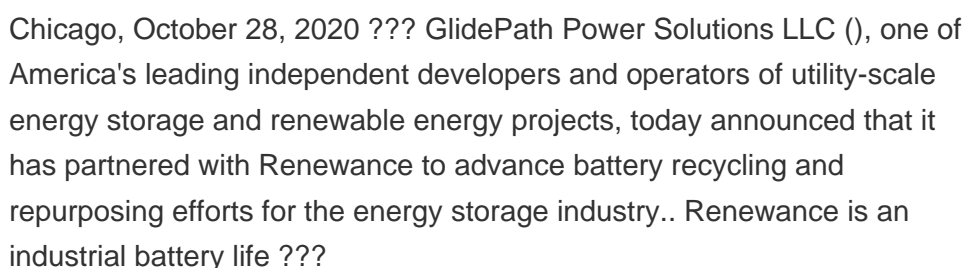 Chicago, October 28, 2020 ??? GlidePath Power Solutions LLC (), one of
America's leading independent developers and operators of utility-scale
energy storage and renewable energy projects, today announced that it
has partnered with Renewance to advance battery recycling and
repurposing efforts for the energy storage industry.. Renewance is an
industrial battery life ???